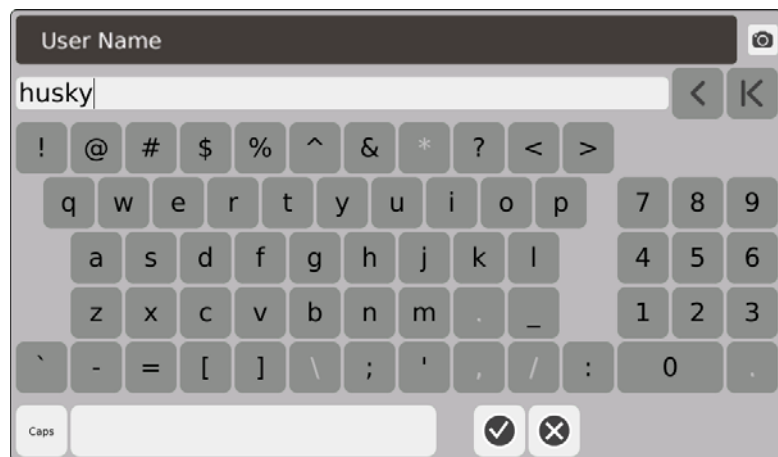 User Name
husky
! @ # $ % ^ & * ? < >
q w e r t y u i o p 7 8 9
a s d f g h j k l 4 5 6
z x c v b n m . _ 1 2 3
` - = [ ] \ ; ' , / : 0 .
Caps